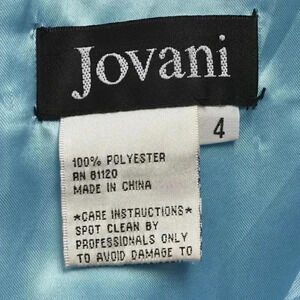 Jovani
4
100% POLYESTER
RN 81120
MADE IN CHINA
*CARE INSTRUCTIONS*
SPOT CLEAN BY
PROFESSIONALS ONLY
TO AVOID DAMAGE TO